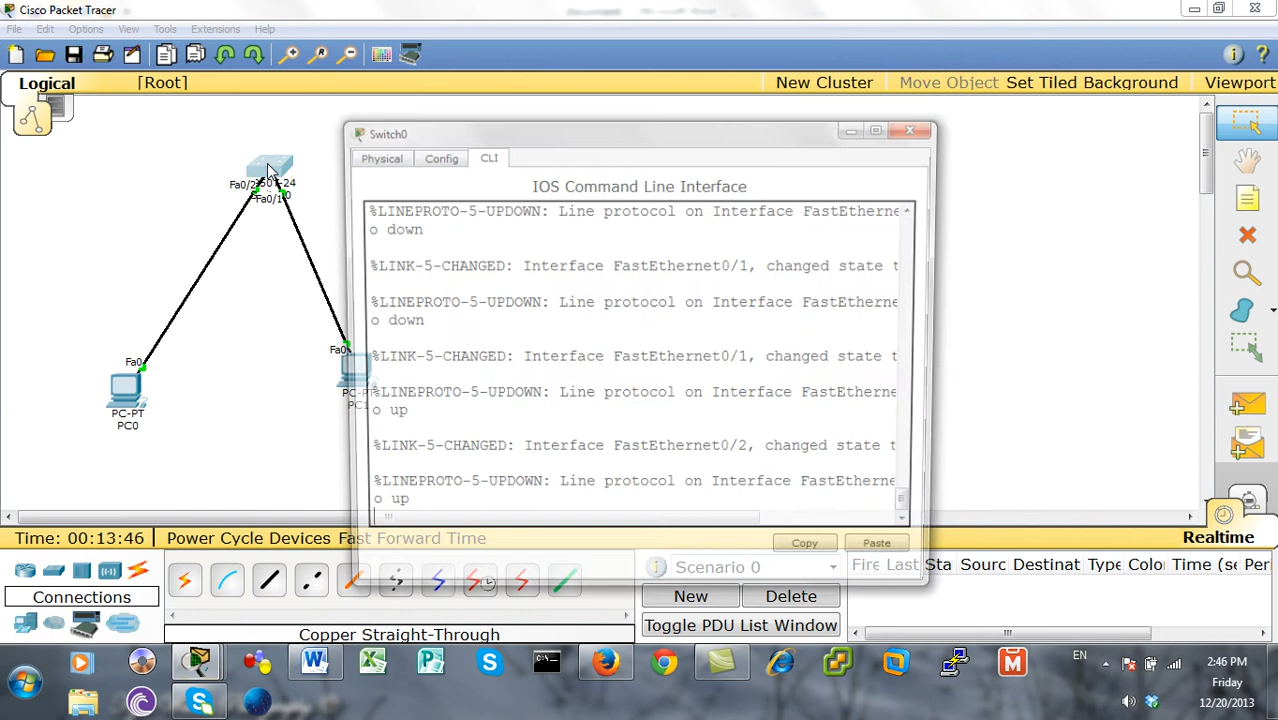 Cisco Packet Tracer
File Edit Options View Tools Extensions Help
Logical [Root] New Cluster Move Object Set Tiled Background Viewport
Switch0
Physical Config CLI
IOS Command Line Interface
%LINEPROTO-5-UPDOWN: Line protocol on Interface FastEtherne
o down
%LINK-5-CHANGED: Interface FastEthernet0/1, changed state t
%LINEPROTO-5-UPDOWN: Line protocol on Interface FastEtherne
o down
%LINK-5-CHANGED: Interface FastEthernet0/1, changed state t
%LINEPROTO-5-UPDOWN: Line protocol on Interface FastEtherne
o up
%LINK-5-CHANGED: Interface FastEthernet0/2, changed state t
%LINEPROTO-5-UPDOWN: Line protocol on Interface FastEtherne
o up
Copy Paste
Fa0/2
Fa0/1
Fa0
PC-PT
PC0
Fa0
PC1
Time: 00:13:46 Power Cycle Devices Fast Forward Time
Realtime
Connections
Copper Straight-Through
Scenario 0
New Delete
Toggle PDU List Window
Fire Last Sta Sourc Destinat Type Colo Time (se Peri
EN
2:46 PM
Friday
12/20/2013